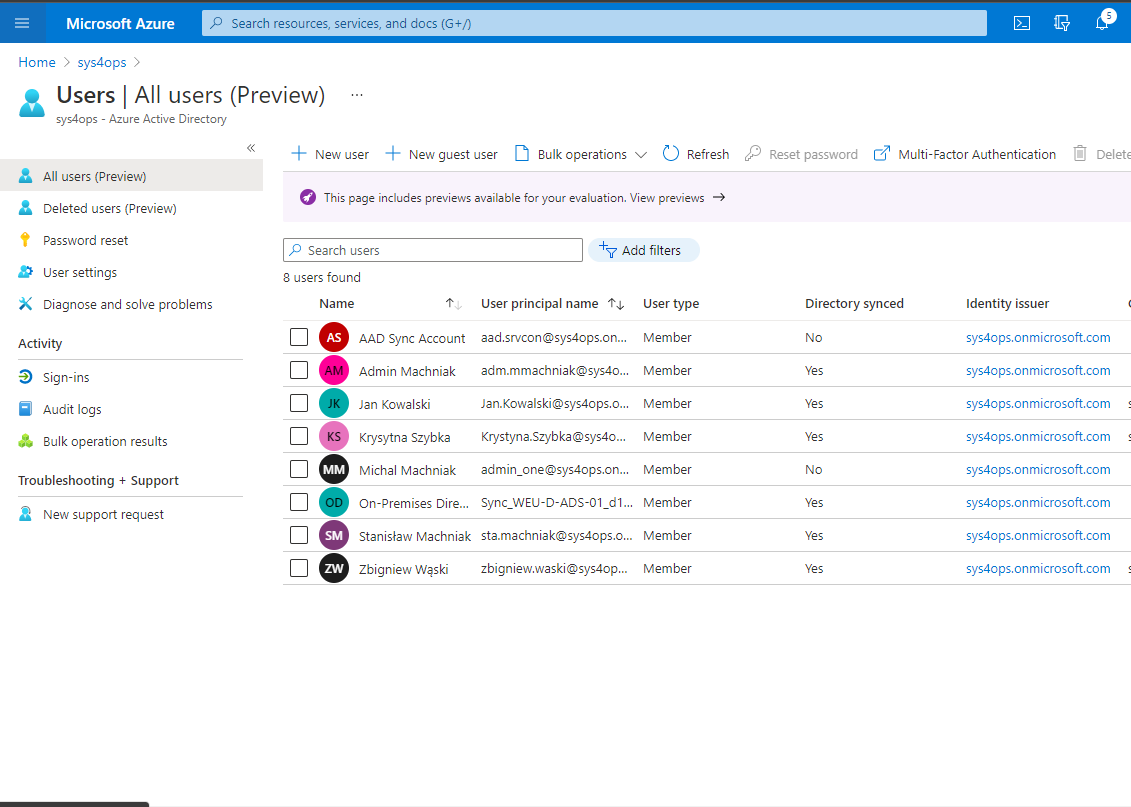 Microsoft Azure
Search resources, services, and docs (G+/)
5
Home > sys4ops >
Users | All users (Preview) ...
sys4ops - Azure Active Directory
«
All users (Preview)
Deleted users (Preview)
Password reset
User settings
Diagnose and solve problems
Activity
Sign-ins
Audit logs
Bulk operation results
Troubleshooting + Support
New support request
New user New guest user Bulk operations Refresh Reset password Multi-Factor Authentication Delete
This page includes previews available for your evaluation. View previews →
Search users Add filters
8 users found
Name User principal name User type Directory synced Identity issuer
AS AAD Sync Account aad.srvcon@sys4ops.on... Member No sys4ops.onmicrosoft.com
AM Admin Machniak adm.mmachniak@sys4o... Member Yes sys4ops.onmicrosoft.com
JK Jan Kowalski Jan.Kowalski@sys4ops.o... Member Yes sys4ops.onmicrosoft.com
KS Krysytna Szybka Krystyna.Szybka@sys4o... Member Yes sys4ops.onmicrosoft.com
MM Michal Machniak admin_one@sys4ops.on... Member No sys4ops.onmicrosoft.com
OD On-Premises Dire... Sync_WEU-D-ADS-01_d1... Member Yes sys4ops.onmicrosoft.com
SM Stanisław Machniak sta.machniak@sys4ops.o... Member Yes sys4ops.onmicrosoft.com
ZW Zbigniew Wąski zbigniew.waski@sys4op... Member Yes sys4ops.onmicrosoft.com